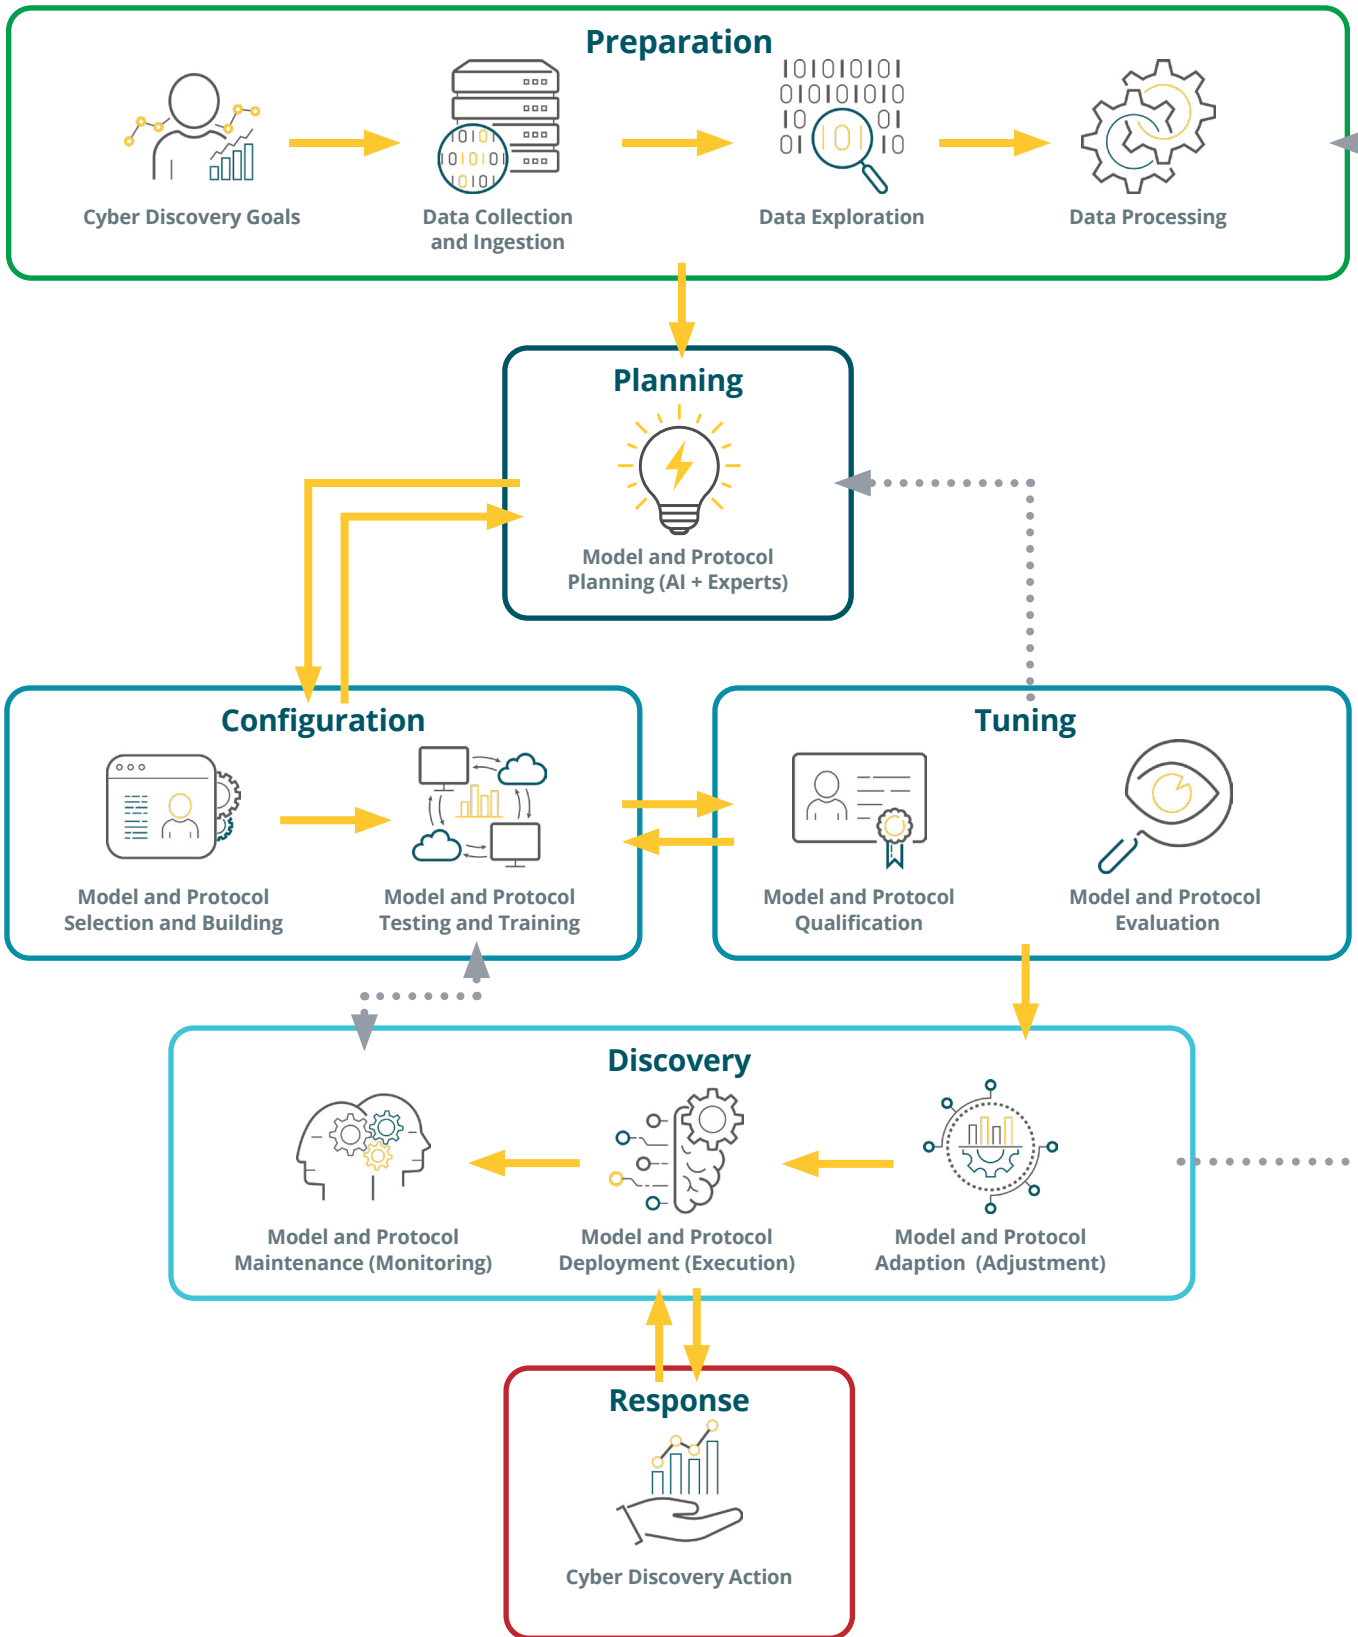 Preparation
Cyber Discovery Goals
Data Collection
and Ingestion
Data Exploration
Data Processing
Planning
Model and Protocol
Planning (AI + Experts)
Configuration
Model and Protocol
Selection and Building
Model and Protocol
Testing and Training
Tuning
Model and Protocol
Qualification
Model and Protocol
Evaluation
Discovery
Model and Protocol
Maintenance (Monitoring)
Model and Protocol
Deployment (Execution)
Model and Protocol
Adaption (Adjustment)
Response
Cyber Discovery Action